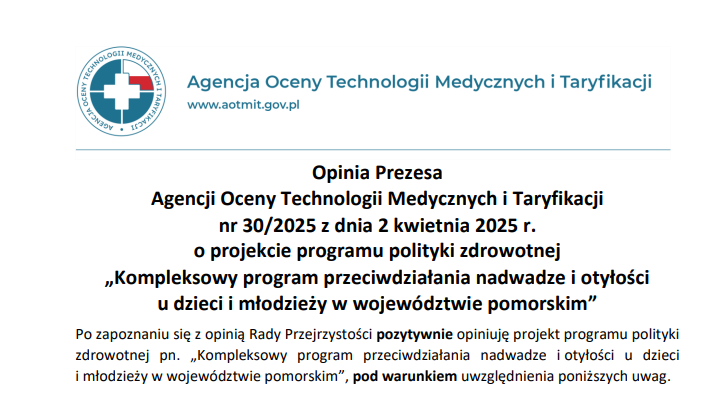 AGENCJA OCENY TECHNOLOGII MEDYCZNYCH I TARYFIKACJI
Agencja Oceny Technologii Medycznych i Taryfikacji
www.aotmit.gov.pl
Opinia Prezesa
Agencji Oceny Technologii Medycznych i Taryfikacji
nr 30/2025 z dnia 2 kwietnia 2025 r.
o projekcie programu polityki zdrowotnej
„Kompleksowy program przeciwdziałania nadwadze i otyłości
u dzieci i młodzieży w województwie pomorskim”
Po zapoznaniu się z opinią Rady Przejrzystości pozytywnie opiniuję projekt programu polityki
zdrowotnej pn. „Kompleksowy program przeciwdziałania nadwadze i otyłości u dzieci
i młodzieży w województwie pomorskim”, pod warunkiem uwzględnienia poniższych uwag.